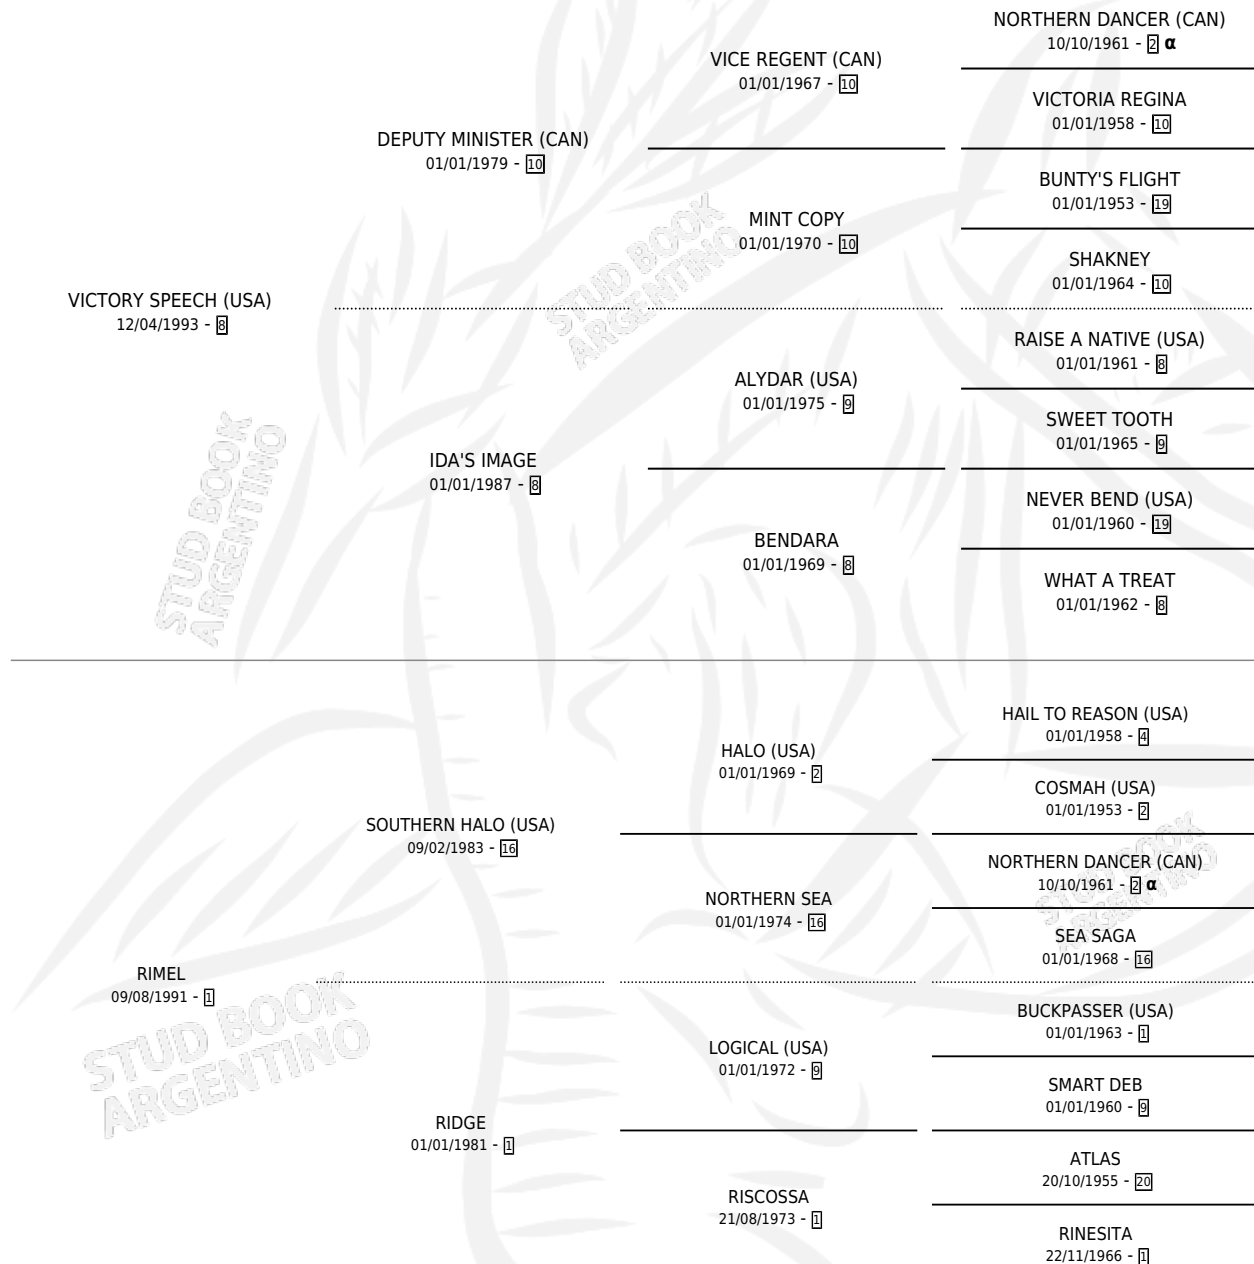 NORTHERN DANCER (CAN)
10/10/1961 - 2 α
VICE REGENT (CAN)
01/01/1967 - 10
VICTORIA REGINA
01/01/1958 - 10
DEPUTY MINISTER (CAN)
01/01/1979 - 10
BUNTY'S FLIGHT
01/01/1953 - 19
MINT COPY
01/01/1970 - 10
SHAKNEY
01/01/1964 - 10
VICTORY SPEECH (USA)
12/04/1993 - 8
RAISE A NATIVE (USA)
01/01/1961 - 8
ALYDAR (USA)
01/01/1975 - 9
SWEET TOOTH
01/01/1965 - 9
IDA'S IMAGE
01/01/1987 - 8
NEVER BEND (USA)
01/01/1960 - 19
BENDARA
01/01/1969 - 8
WHAT A TREAT
01/01/1962 - 8
HAIL TO REASON (USA)
01/01/1958 - 4
HALO (USA)
01/01/1969 - 2
COSMAH (USA)
01/01/1953 - 2
SOUTHERN HALO (USA)
09/02/1983 - 16
NORTHERN DANCER (CAN)
10/10/1961 - 2 α
NORTHERN SEA
01/01/1974 - 16
SEA SAGA
01/01/1968 - 16
RIMEL
09/08/1991 - 1
BUCKPASSER (USA)
01/01/1963 - 1
LOGICAL (USA)
01/01/1972 - 9
SMART DEB
01/01/1960 - 9
RIDGE
01/01/1981 - 1
ATLAS
20/10/1955 - 20
RISCOSSA
21/08/1973 - 1
RINESITA
22/11/1966 - 1
STUD BOOK
ARGENTINO
STUD BOOK
ARGENTINO
STUD BOOK
ARGENTINO
STUD BOOK
ARGENTINO